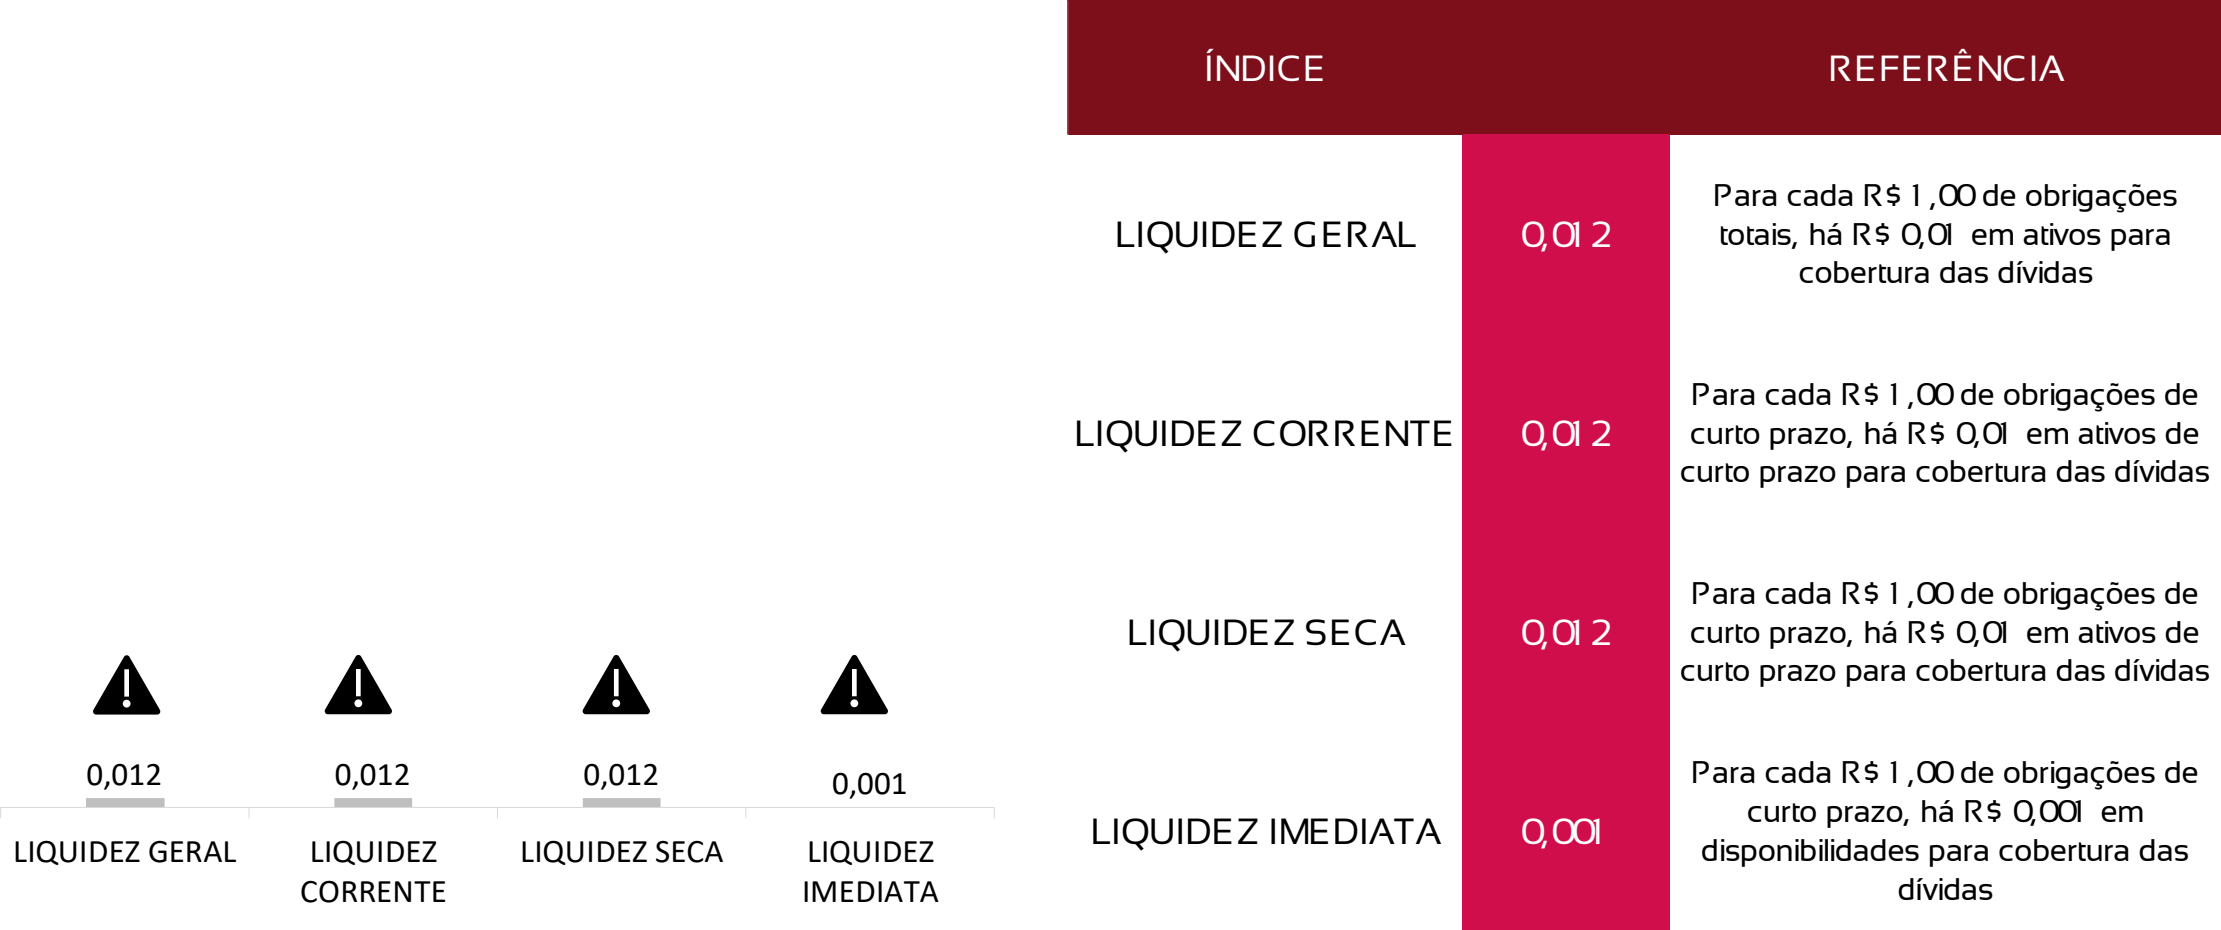 0,012
0,012
0,012
0,001
LIQUIDEZ GERAL
LIQUIDEZ
CORRENTE
LIQUIDEZ SECA
LIQUIDEZ
IMEDIATA
ÍNDICE
REFERÊNCIA
LIQUIDEZ GERAL
0,012
Para cada R$ 1,00 de obrigações
totais, há R$ 0,01 em ativos para
cobertura das dívidas
LIQUIDEZ CORRENTE
0,012
Para cada R$ 1,00 de obrigações de
curto prazo, há R$ 0,01 em ativos de
curto prazo para cobertura das dívidas
LIQUIDEZ SECA
0,012
Para cada R$ 1,00 de obrigações de
curto prazo, há R$ 0,01 em ativos de
curto prazo para cobertura das dívidas
LIQUIDEZ IMEDIATA
0,001
Para cada R$ 1,00 de obrigações de
curto prazo, há R$ 0,001 em
disponibilidades para cobertura das
dívidas